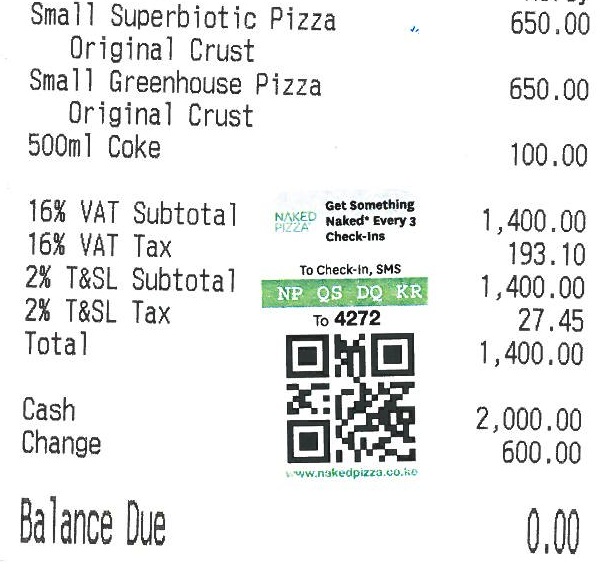 Small Superbiotic Pizza 650.00
Original Crust
Small Greenhouse Pizza 650.00
Original Crust
500ml Coke 100.00
16% VAT Subtotal 1,400.00
16% VAT Tax 193.10
2% T&SL Subtotal 1,400.00
2% T&SL Tax 27.45
Total 1,400.00
NAKED
PIZZA
Get Something
Naked* Every 3
Check-Ins
To Check-In, SMS
NP QS DQ KR
To 4272
www.nakedpizza.co.ke
Cash 2,000.00
Change 600.00
Balance Due 0.00